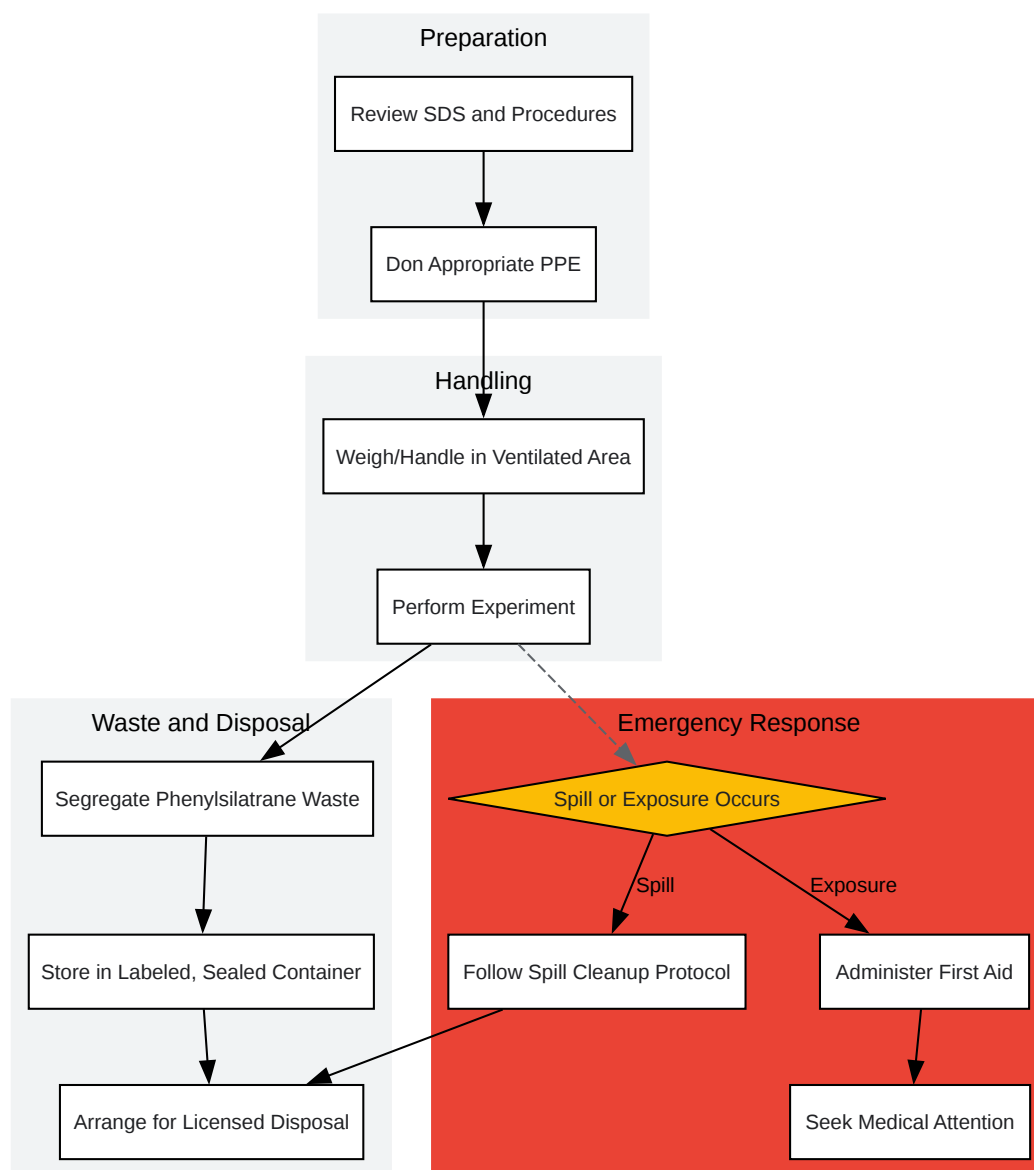 Preparation
Review SDS and Procedures
Don Appropriate PPE
Handling
Weigh/Handle in Ventilated Area
Perform Experiment
Waste and Disposal
Segregate Phenylsilatrane Waste
Store in Labeled, Sealed Container
Arrange for Licensed Disposal
Emergency Response
Spill or Exposure Occurs
Spill
Exposure
Follow Spill Cleanup Protocol
Administer First Aid
Seek Medical Attention